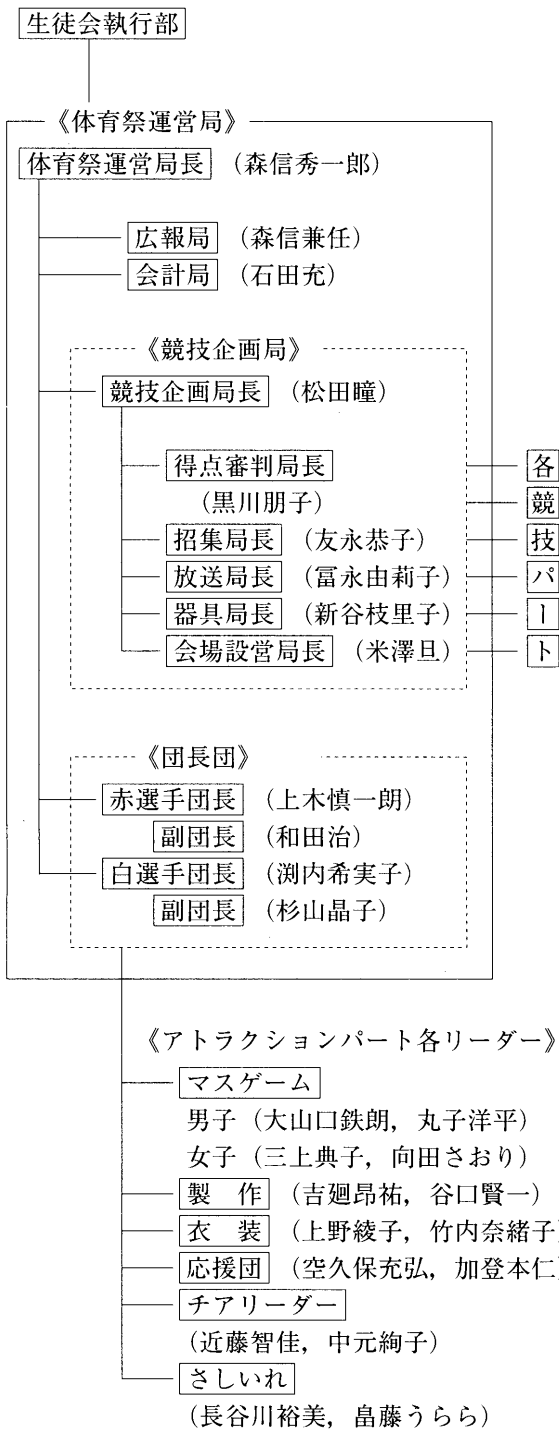 生徒会執行部
《体育祭運営局》
体育祭運営局長 (森信秀一郎)
広報局 (森信兼任)
会計局 (石田充)
《競技企画局》
競技企画局長 (松田瞳)
得点審判局長
(黒川朋子)
招集局長 (友永恭子)
放送局長 (冨永由莉子)
器具局長 (新谷枝里子)
会場設営局長 (米澤旦)
各競技パート
《団長団》
赤選手団長 (上木慎一朗)
副団長 (和田治)
白選手団長 (渕内希実子)
副団長 (杉山晶子)
《アトラクションパート各リーダー》
マスゲーム
男子 (大山口鉄朗, 丸子洋平)
女子 (三上典子, 向田さおり)
製 作 (吉廻昂祐, 谷口賢一)
衣 装 (上野綾子, 竹内奈緒子)
応援団 (空久保充弘, 加登本仁)
チアリーダー
(近藤智佳, 中元絢子)
さしいれ
(長谷川裕美, 畠藤うらら)